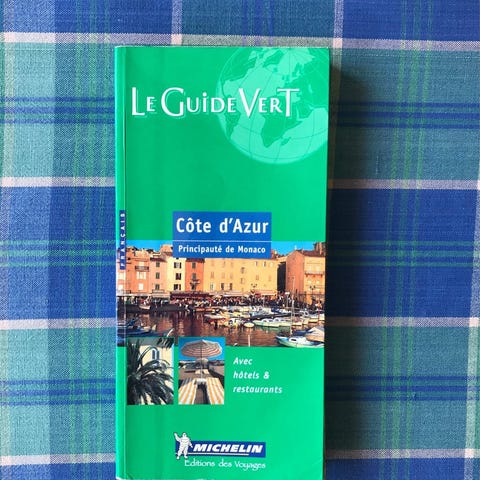 LE GUIDE VERT
FRANÇAIS
Côte d'Azur
Principauté de Monaco
Avec
hôtels &
restaurants
MICHELIN
Editions des Voyages